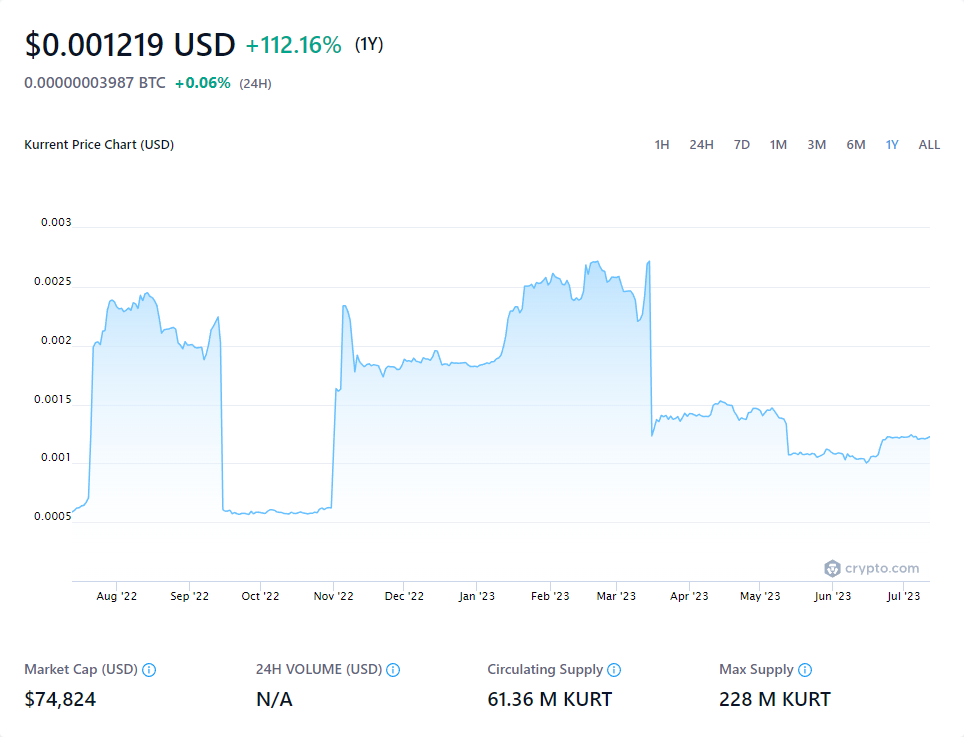 $0.001219 USD +112.16% (1Y)
0.00000003987 BTC +0.06% (24H)
Kurrent Price Chart (USD) 1H 24H 7D 1M 3M 6M 1Y ALL
0.003
0.0025
0.002
0.0015
0.001
0.0005
crypto.com
Aug '22 Sep '22 Oct '22 Nov '22 Dec '22 Jan '23 Feb '23 Mar '23 Apr '23 May '23 Jun '23 Jul '23
Market Cap (USD) 24H VOLUME (USD) Circulating Supply Max Supply
$74,824 N/A 61.36 M KURT 228 M KURT